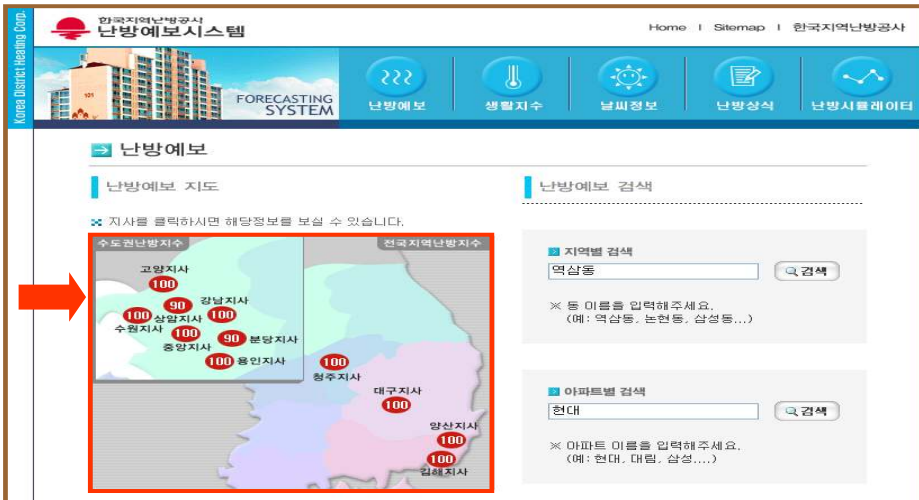 Korea District Heating Corp.
한국지역난방공사
난방예보시스템
Home | Sitemap | 한국지역난방공사
101
FORECASTING
SYSTEM
난방예보
생활지수
날씨정보
난방상식
난방시뮬레이터
난방예보
난방예보 지도
지사를 클릭하시면 해당정보를 보실 수 있습니다.
수도권난방지수
전국지역난방지수
고양지사
100
90
강남지사
100
상암지사
100
수원지사
100
중앙지사
90 분당지사
100 용인지사
100
청주지사
대구지사
100
양산지사
100
100
김해지사
난방예보 검색
지역별 검색
역삼동
검색
※ 동 이름을 입력해주세요.
(예: 역삼동, 논현동, 삼성동...)
아파트별 검색
현대
검색
※ 아파트 이름을 입력해주세요.
(예: 현대, 대림, 삼성....)